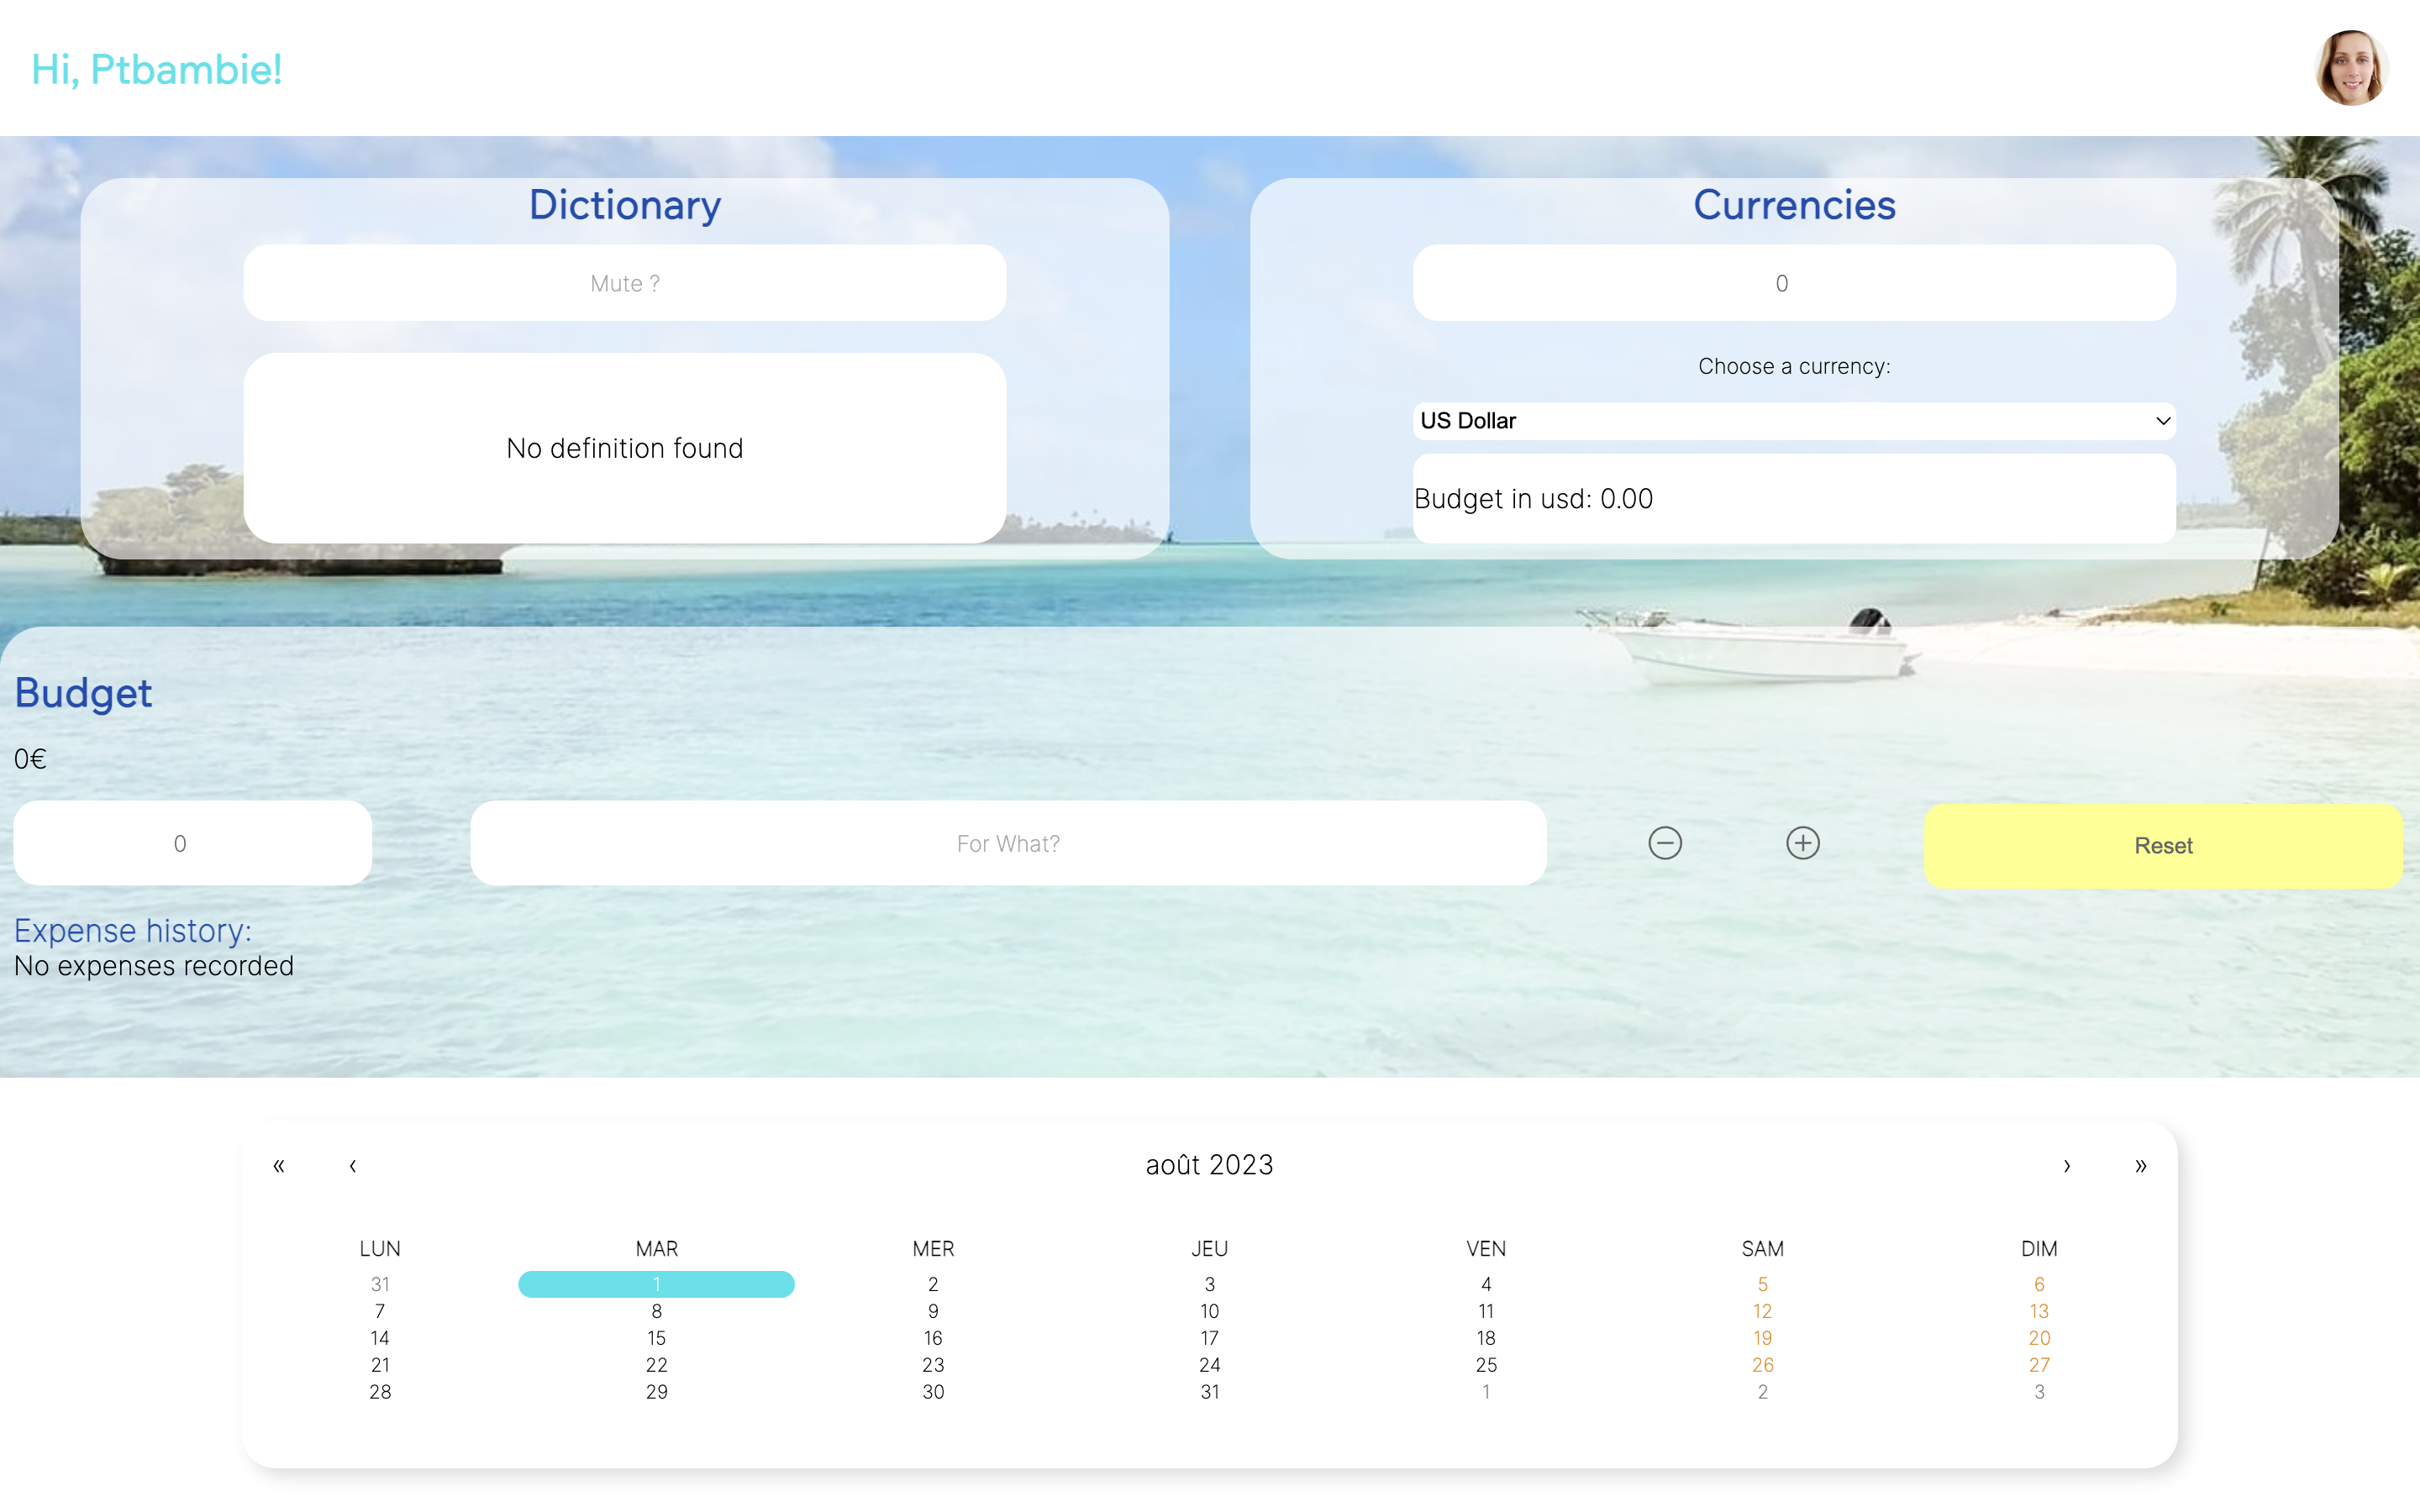 Hi, Ptbambie!
Dictionary
Mute ?
No definition found
Currencies
0
Choose a currency:
US Dollar
Budget in usd: 0.00
Budget
0€
0
For What?
Reset
Expense history:
No expenses recorded
« ‹ août 2023 › »
LUN MAR MER JEU VEN SAM DIM
31 1 2 3 4 5 6
7 8 9 10 11 12 13
14 15 16 17 18 19 20
21 22 23 24 25 26 27
28 29 30 31 1 2 3